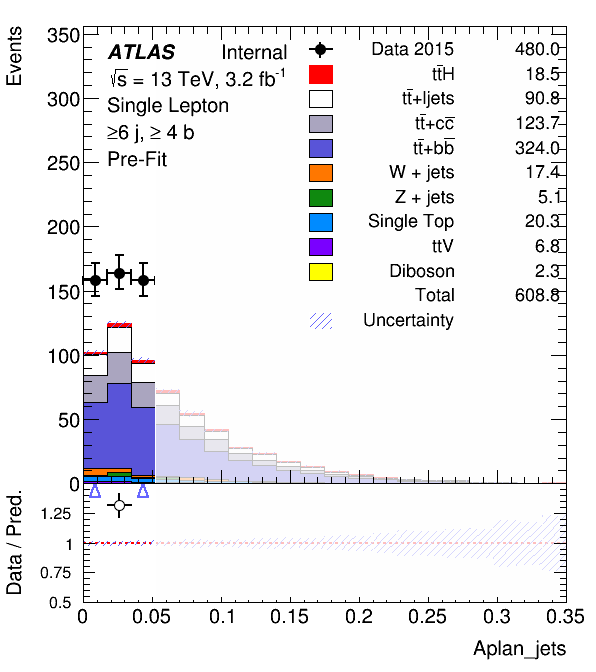 Events
350
300
250
200
150
100
50
0
ATLAS Internal
√s = 13 TeV, 3.2 fb⁻¹
Single Lepton
≥6 j, ≥ 4 b
Pre-Fit
Data 2015 480.0
tt̄H 18.5
tt̄+ljets 90.8
tt̄+cc̄ 123.7
tt̄+bb̄ 324.0
W + jets 17.4
Z + jets 5.1
Single Top 20.3
ttV 6.8
Diboson 2.3
Total 608.8
Uncertainty
Data / Pred.
1.25
1
0.75
0.5
0 0.05 0.1 0.15 0.2 0.25 0.3 0.35
Aplan_jets